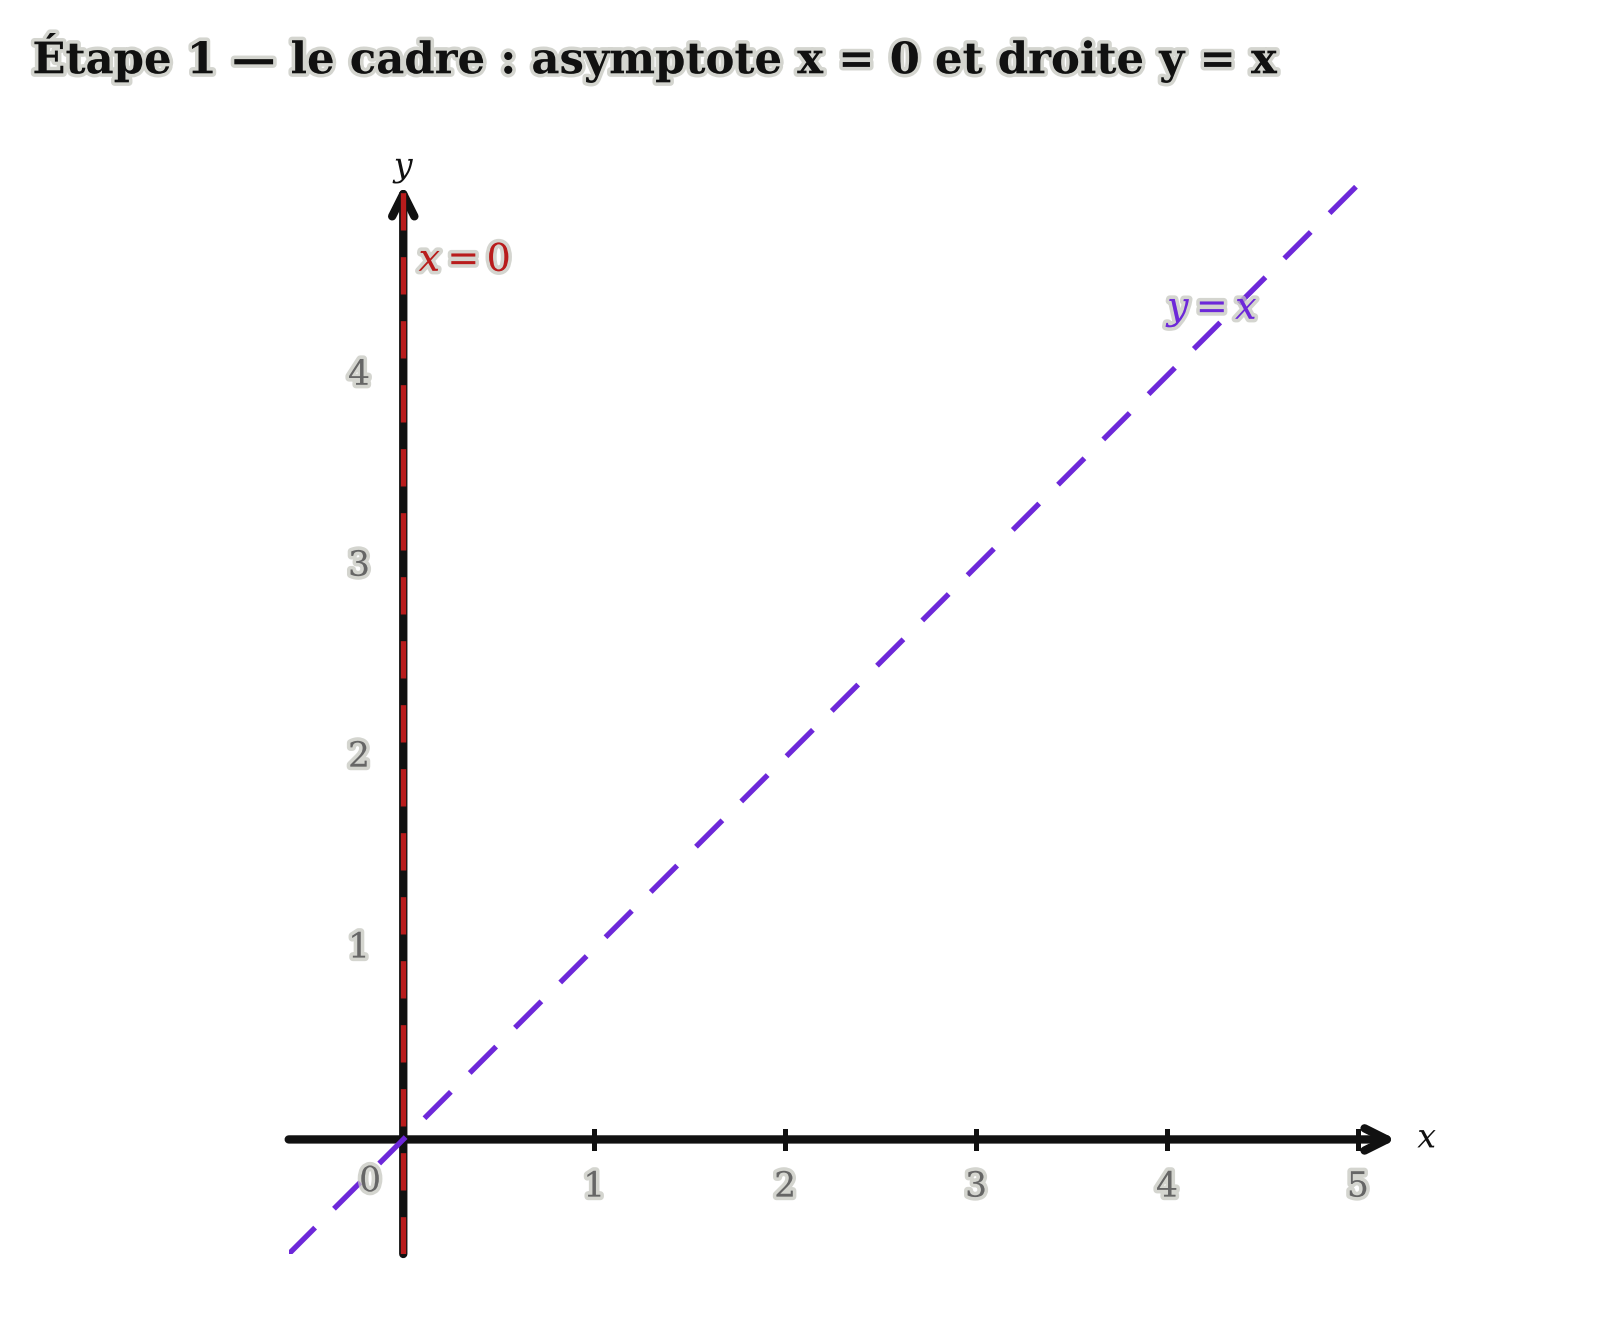 Étape 1 — le cadre : asymptote x = 0 et droite y = x
y
x = 0
y = x
4
3
2
1
0
1 2 3 4 5
x